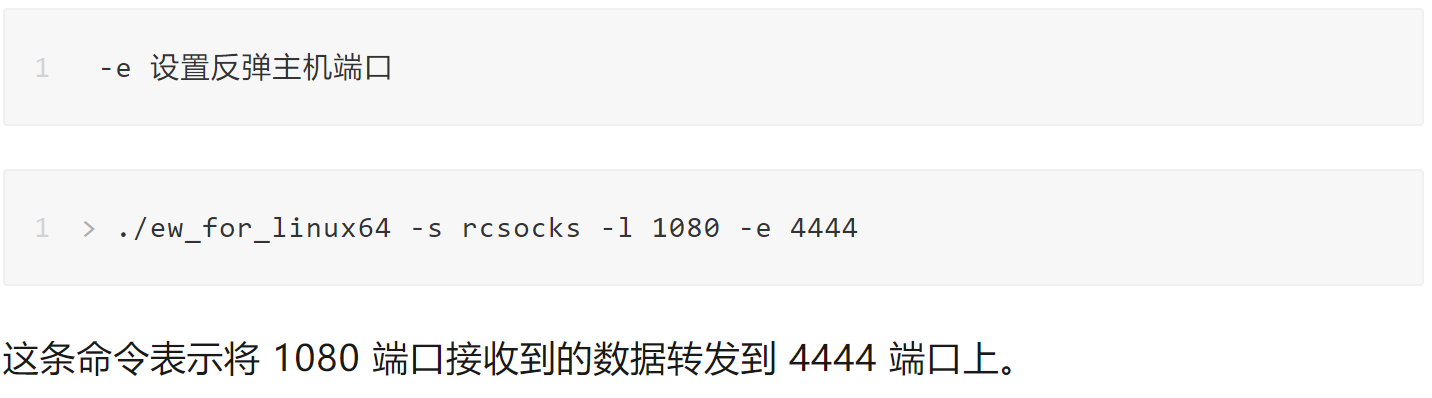 1 -e 设置反弹主机端口
1 > ./ew_for_linux64 -s rcsocks -l 1080 -e 4444
这条命令表示将 1080 端口接收到的数据转发到 4444 端口上。